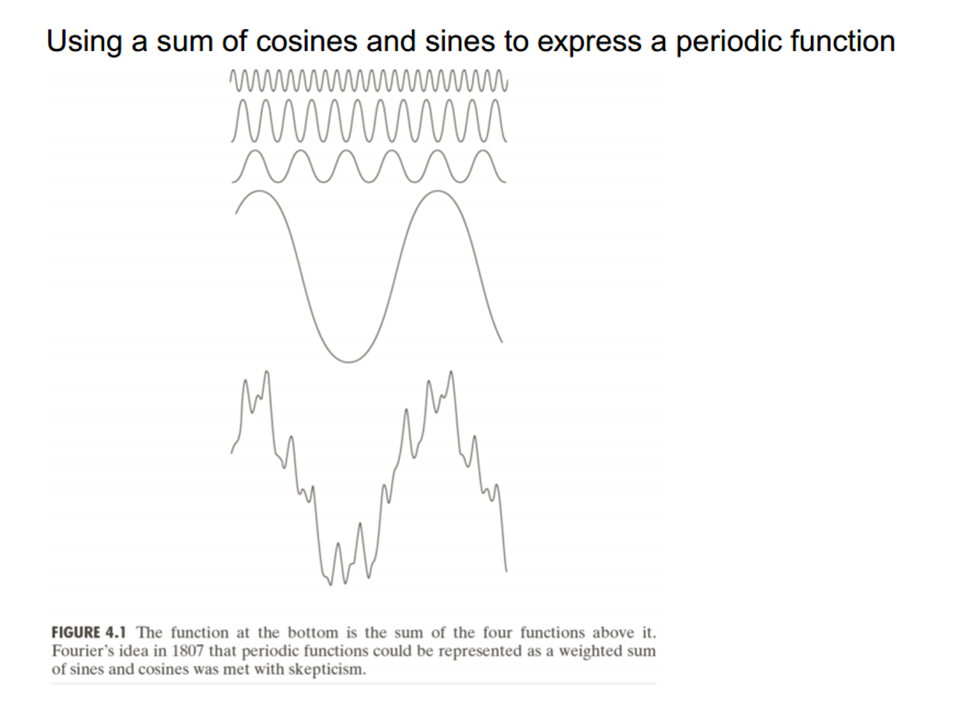 Using a sum of cosines and sines to express a periodic function
FIGURE 4.1 The function at the bottom is the sum of the four functions above it.
Fourier's idea in 1807 that periodic functions could be represented as a weighted sum
of sines and cosines was met with skepticism.